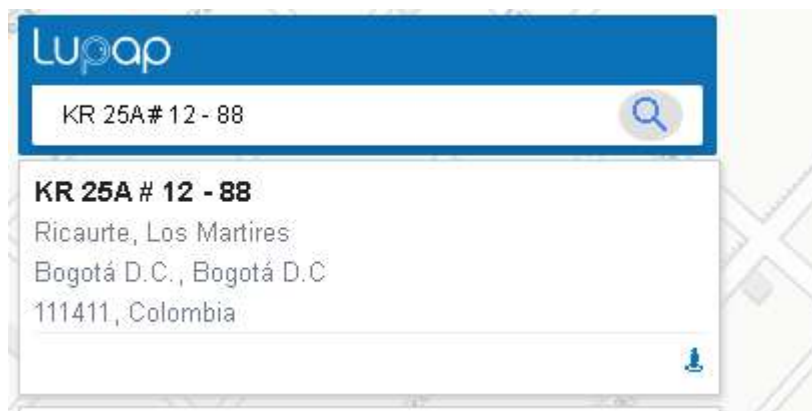 Lupap
KR 25A # 12 - 88
KR 25A # 12 - 88
Ricaurte, Los Martires
Bogotá D.C., Bogotá D.C
111411, Colombia